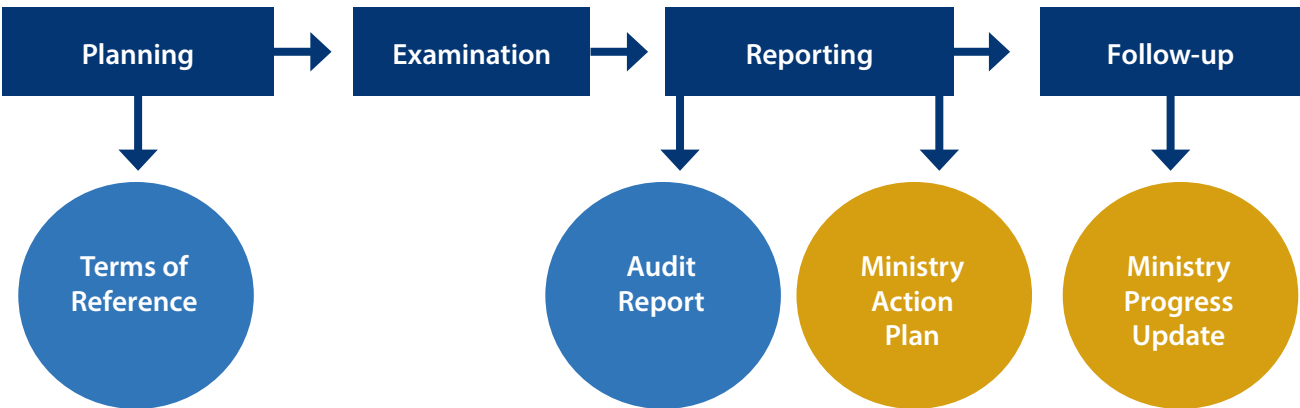 Planning
Examination
Reporting
Follow-up
Terms of
Reference
Audit
Report
Ministry
Action
Plan
Ministry
Progress
Update